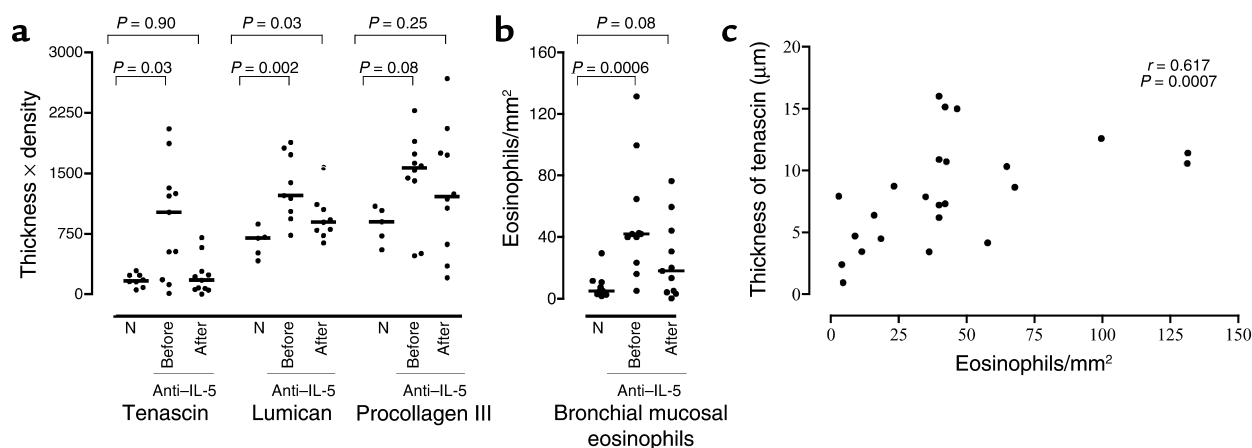 a
P = 0.90
P = 0.03
P = 0.25
P = 0.03
P = 0.002
P = 0.08
3000
2250
1500
750
0
Thickness × density
N
Before
After
N
Before
After
N
Before
After
Anti–IL-5
Anti–IL-5
Anti–IL-5
Tenascin
Lumican
Procollagen III
b
P = 0.08
P = 0.0006
160
120
80
40
0
Eosinophils/mm²
N
Before
After
Anti–IL-5
Bronchial mucosal
eosinophils
c
r = 0.617
P = 0.0007
20
15
10
5
0
Thickness of tenascin (μm)
0
25
50
75
100
125
150
Eosinophils/mm²